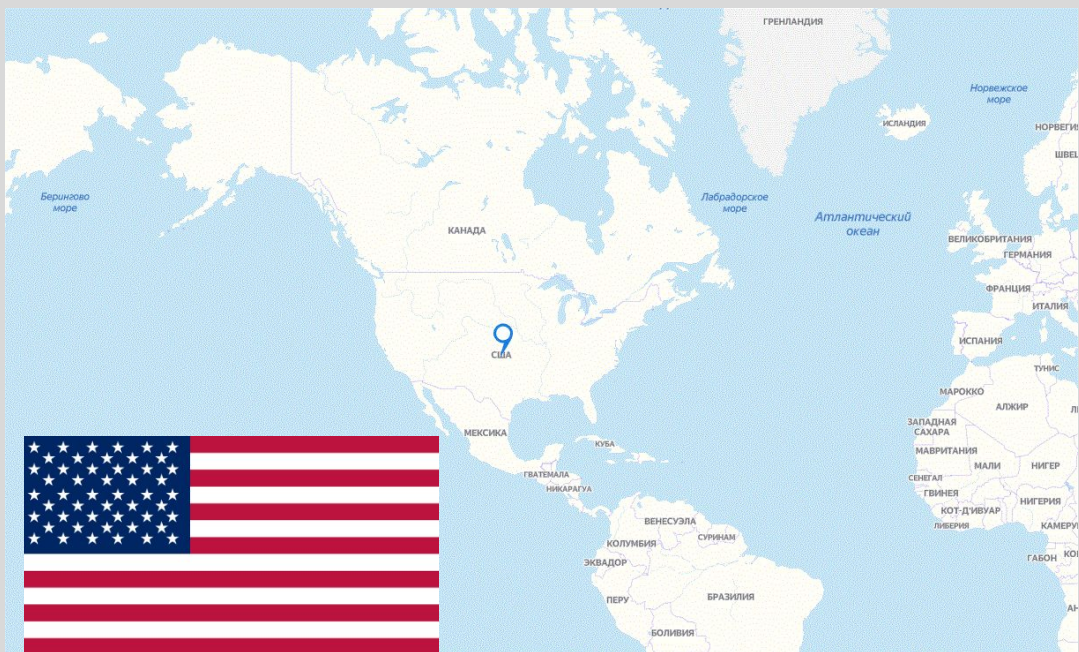 ГРЕНЛАНДИЯ
Норвежское
море
ИСЛАНДИЯ
НОРВЕГИЯ
Берингово
море
Лабрадорское
море
Атлантический
океан
КАНАДА
ВЕЛИКОБРИТАНИЯ
ГЕРМАНИЯ
ФРАНЦИЯ
ИТАЛИЯ
ИСПАНИЯ
США
ТУНИС
МАРОККО
АЛЖИР
ЗАПАДНАЯ
САХАРА
МЕКСИКА
КУБА
МАВРИТАНИЯ
МАЛИ
НИГЕР
ГВАТЕМАЛА
СЕНЕГАЛ
НИКАРАГУА
ГВИНЕЯ
НИГЕРИЯ
КОТ-Д'ИВУАР
ВЕНЕСУЭЛА
ЛИБЕРИЯ
СУРИНАМ
КОЛУМБИЯ
ГАБОН
ЭКВАДОР
БРАЗИЛИЯ
ПЕРУ
БОЛИВИЯ